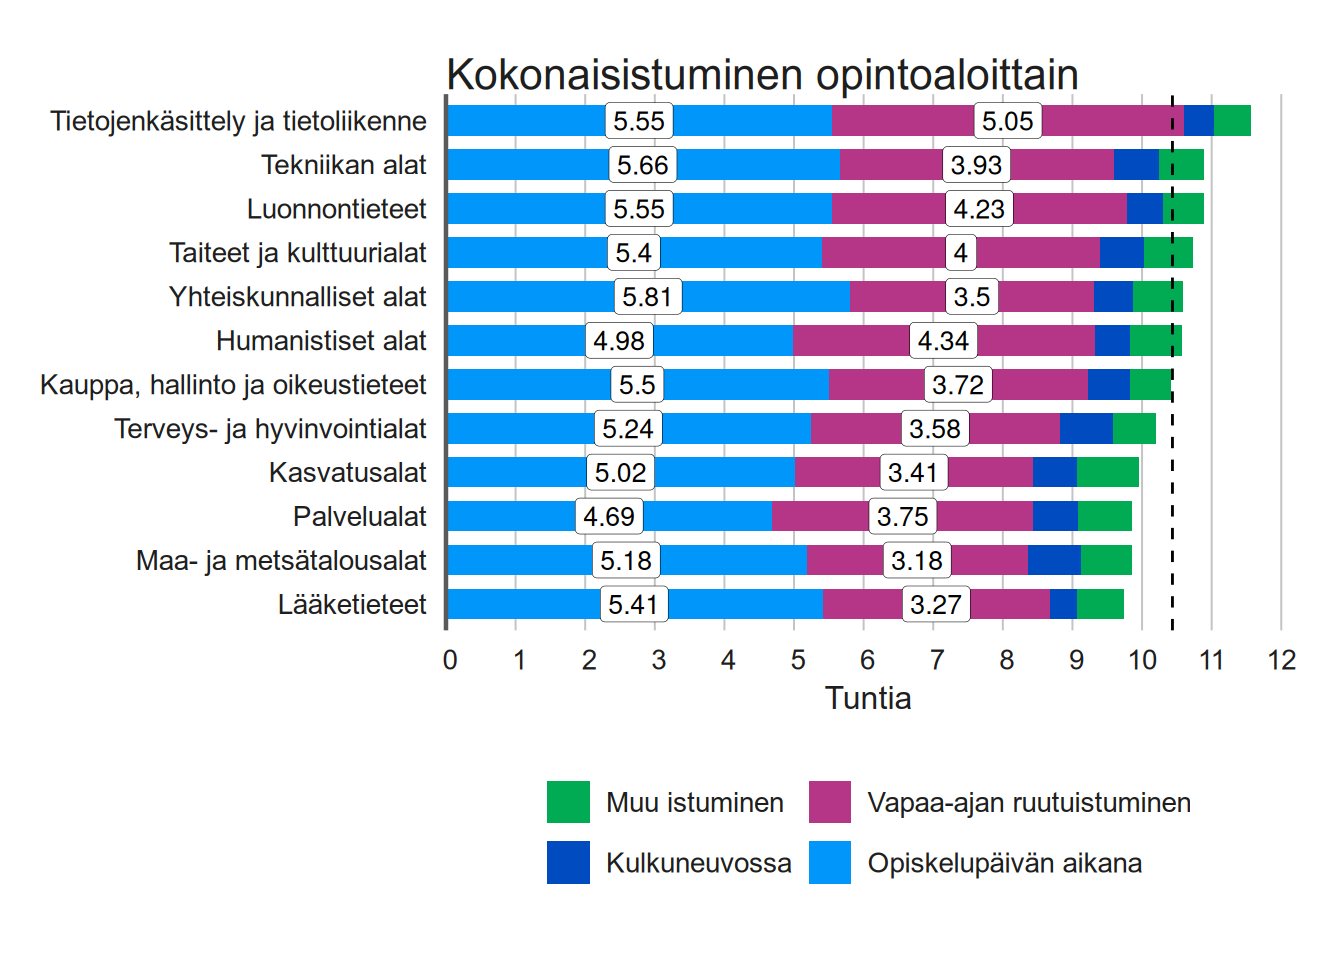 Kokonaisistuminen opintoaloittain
Tietojenkäsittely ja tietoliikenne 5.55 5.05
Tekniikan alat 5.66 3.93
Luonnontieteet 5.55 4.23
Taiteet ja kulttuurialat 5.4 4
Yhteiskunnalliset alat 5.81 3.5
Humanistiset alat 4.98 4.34
Kauppa, hallinto ja oikeustieteet 5.5 3.72
Terveys- ja hyvinvointialat 5.24 3.58
Kasvatusalat 5.02 3.41
Palvelualat 4.69 3.75
Maa- ja metsätalousalat 5.18 3.18
Lääketieteet 5.41 3.27
0 1 2 3 4 5 6 7 8 9 10 11 12
Tuntia
Muu istuminen Vapaa-ajan ruutuistuminen
Kulkuneuvossa Opiskelupäivän aikana